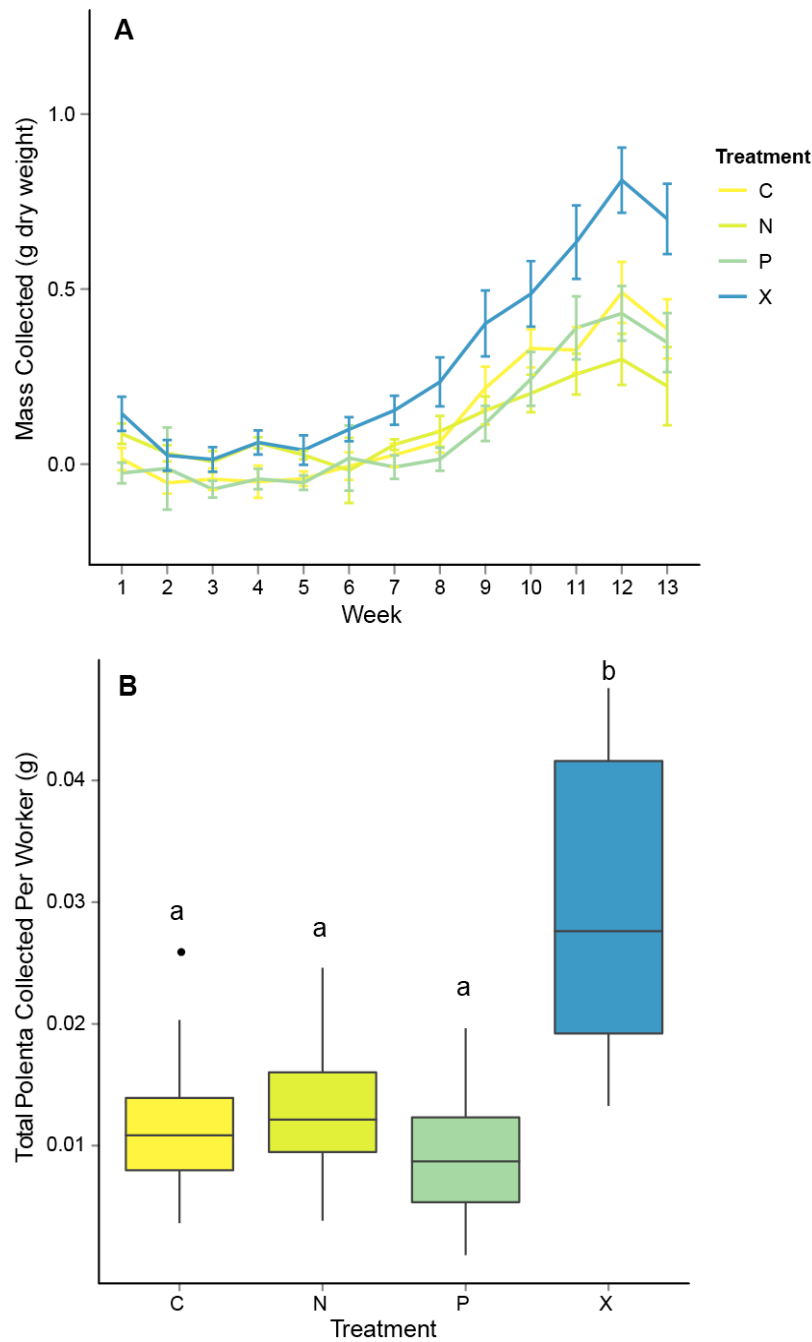 A
Mass Collected (g dry weight)
1.0
0.5
0.0
1 2 3 4 5 6 7 8 9 10 11 12 13
Week
Treatment
C
N
P
X
B
Total Polenta Collected Per Worker (g)
0.04
0.03
0.02
0.01
a
a
a
b
C N P X
Treatment